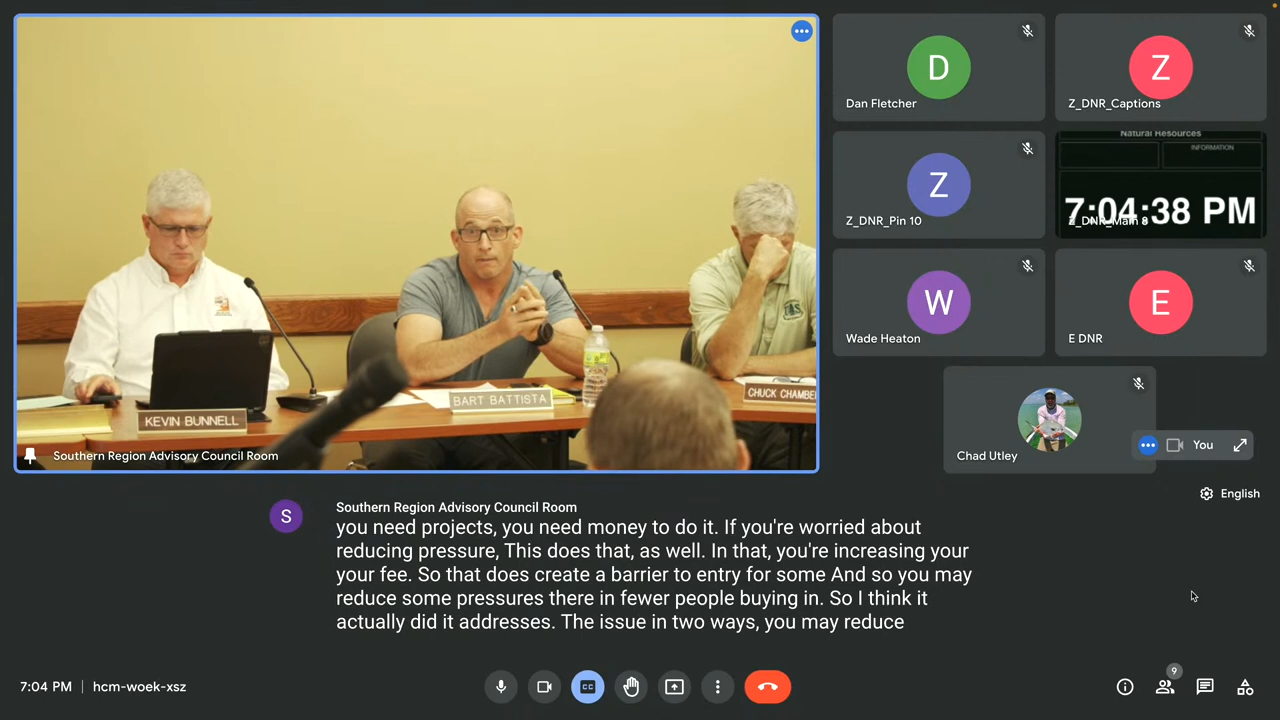 KEVIN BUNNELL
BART BATTISTA
CHUCK CHAMBE
Southern Region Advisory Council Room
D
Dan Fletcher
Z
Z_DNR_Captions
Z
Z_DNR_Pin 10
Natural Resources
INFORMATION
7:04:38 PM
Z_DNR_Main 8
W
Wade Heaton
E
E DNR
Chad Utley
You
English
S
Southern Region Advisory Council Room
you need projects, you need money to do it. If you're worried about
reducing pressure, This does that, as well. In that, you're increasing your
your fee. So that does create a barrier to entry for some And so you may
reduce some pressures there in fewer people buying in. So I think it
actually did it addresses. The issue in two ways, you may reduce
7:04 PM
hcm-woek-xsz
CC
9